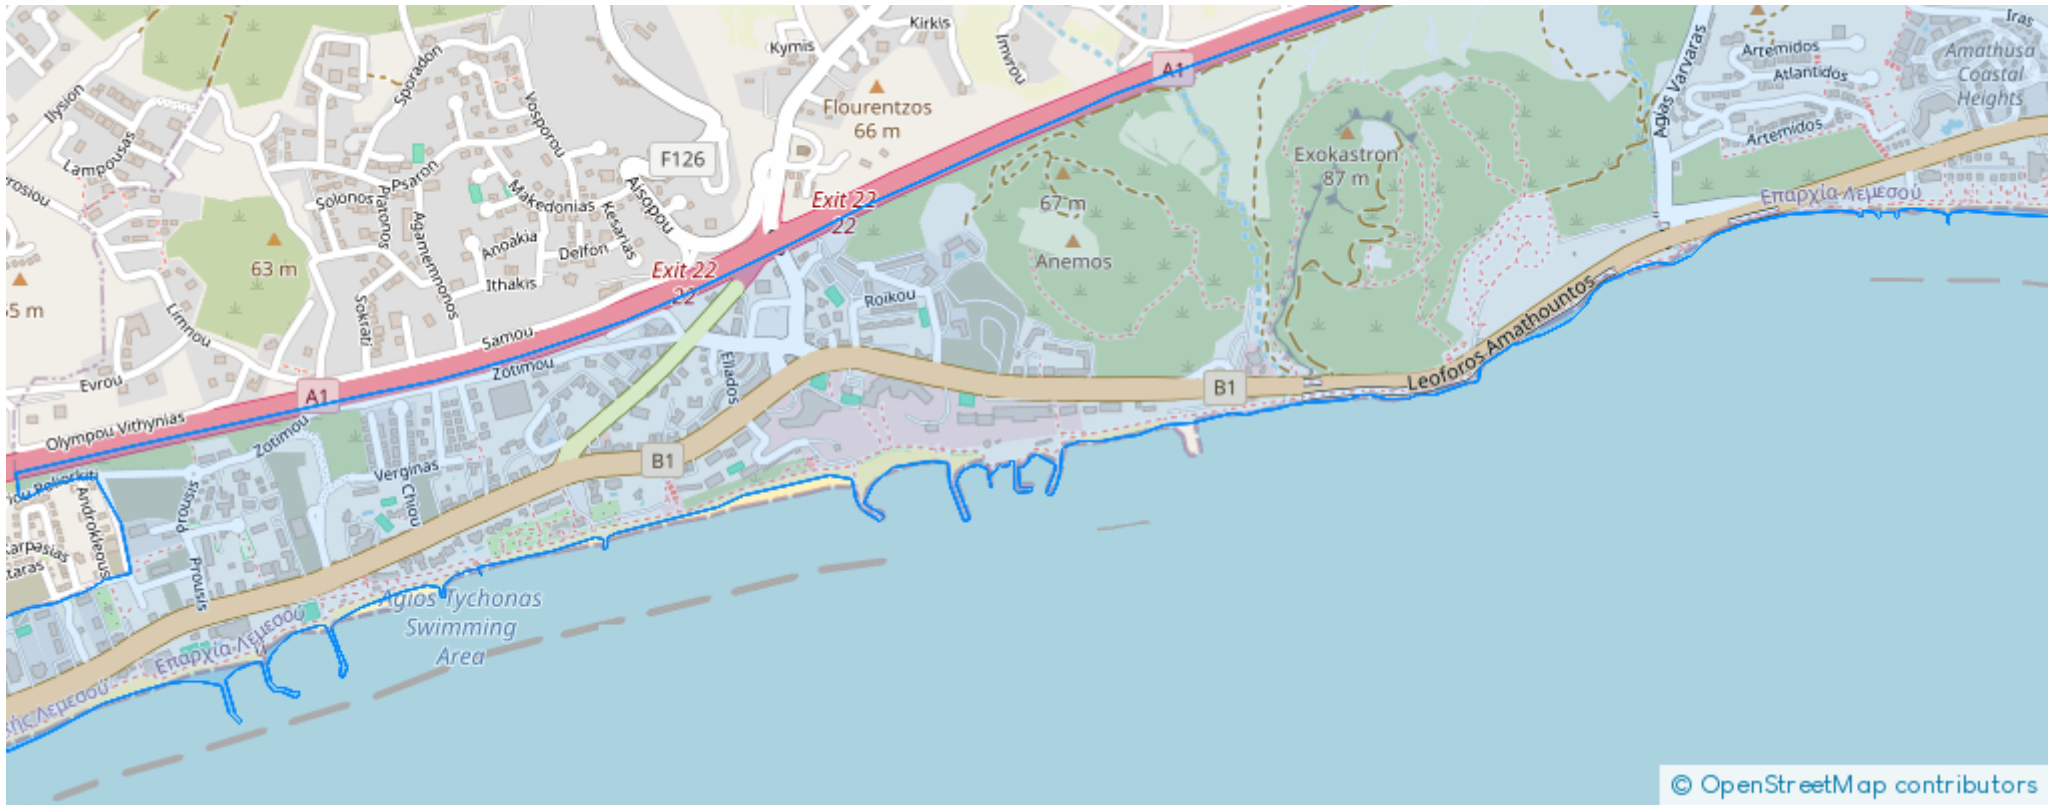 Kirkis
Kymis
Imvrou
A1
Iras
Artemidos
Atlantidos
Amathusa
Coastal
Heights
Agias Varvaras
Artemidos
Ilysion
Sporadon
Vosporou
Flourentzos
66 m
F126
Lampousas
Psaron
Solonos
Platonos
Makedonias
Agamemnonos
Kesarias
Aisopou
Anoakia
Delfon
Ithakis
Exit 22
22
Exit 22
22
67 m
Anemos
Exokastron
87 m
Επαρχία Λεμεσού
63 m
Limnou
Sokrati
Samou
Roikou
Zotimou
Eliados
Evrou
A1
Olympou Vithynias
Leoforos Amathountos
B1
B1
Zotimou
Verginas
Chiou
Prousis
Androkleous
Karpasias
Prousis
Επαρχία Λεμεσού
Agios Tychonas
Swimming
Area
© OpenStreetMap contributors